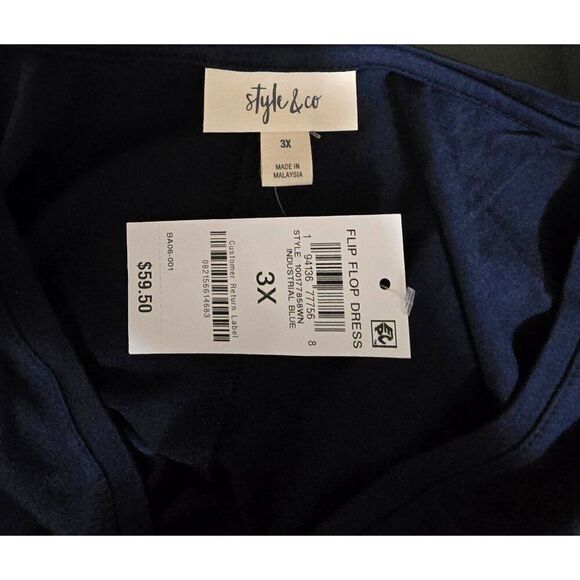 style & co
3X
MADE IN
MALAYSIA
FLIP FLOP DRESS
1 94136 77756 8
STYLE 100177858WN
INDUSTRIAL BLUE
3X
Customer Return Label
082156614683
BA06-001
$59.50